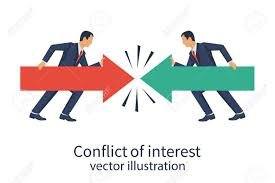 Conflict of interest
vector illustration